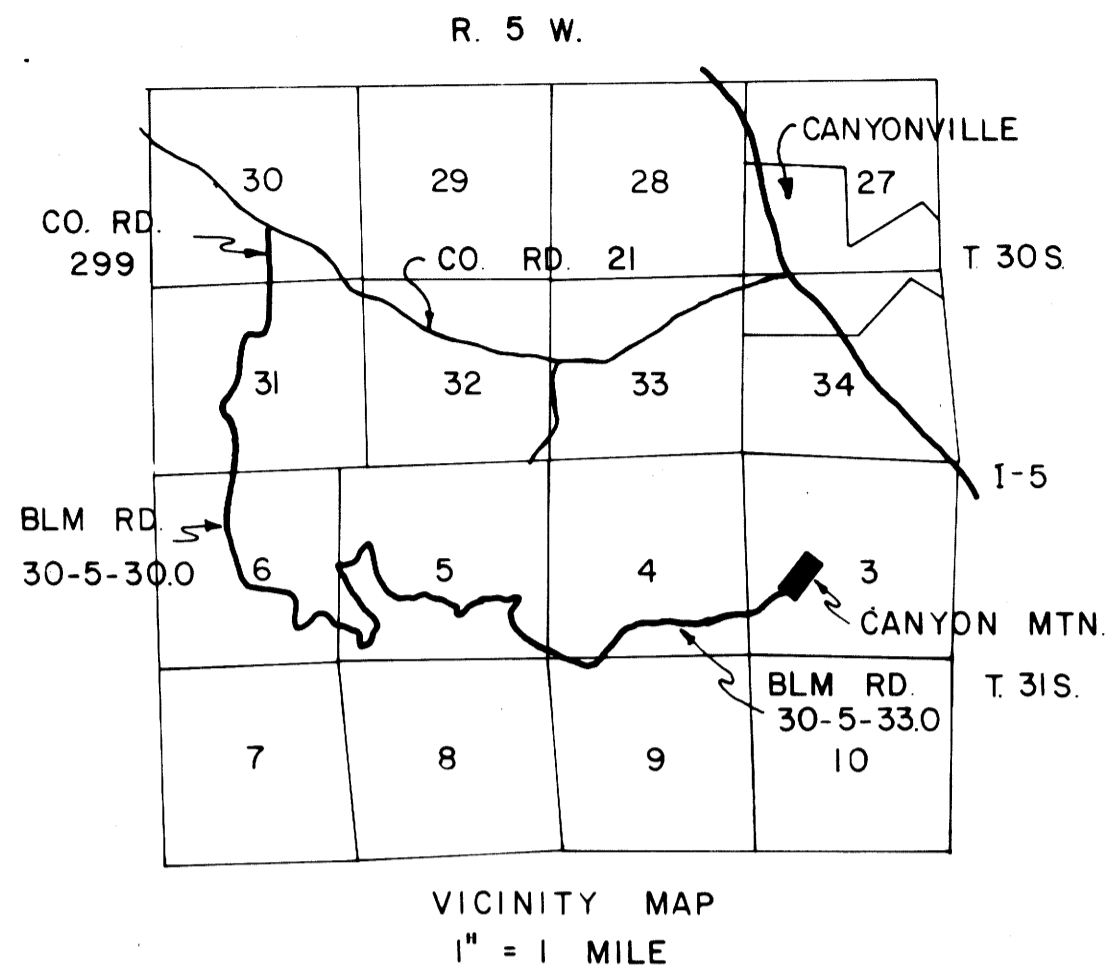 R. 5 W.
CANYONVILLE
30
29
28
27
CO. RD.
299
CO. RD. 21
T. 30 S.
31
32
33
34
I-5
BLM RD.
30-5-30.0
6
5
4
3
CANYON MTN.
T. 31 S.
BLM RD.
30-5-33.0
7
8
9
10
VICINITY MAP
1" = 1 MILE